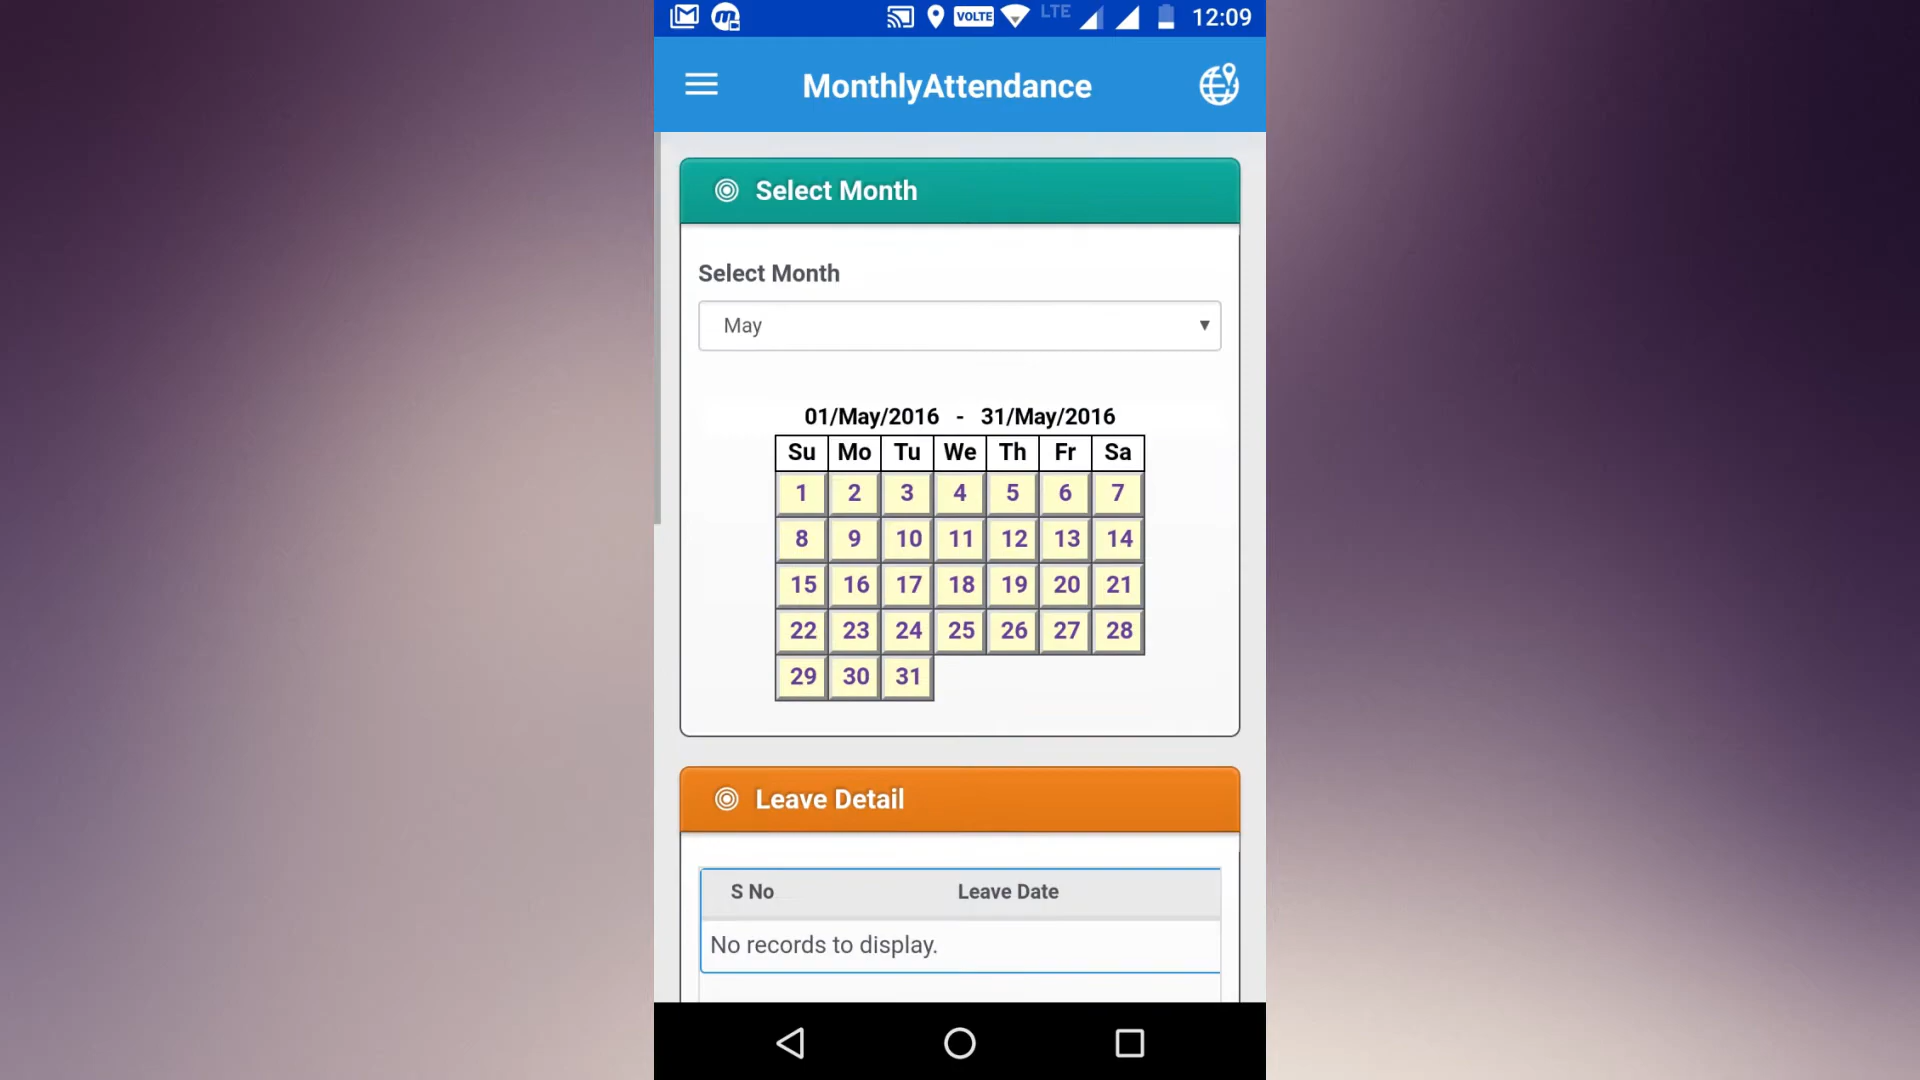 VOLTE LTE 12:09
MonthlyAttendance
Select Month
Select Month
May
01/May/2016 - 31/May/2016
Su Mo Tu We Th Fr Sa
1 2 3 4 5 6 7
8 9 10 11 12 13 14
15 16 17 18 19 20 21
22 23 24 25 26 27 28
29 30 31
Leave Detail
S No Leave Date
No records to display.